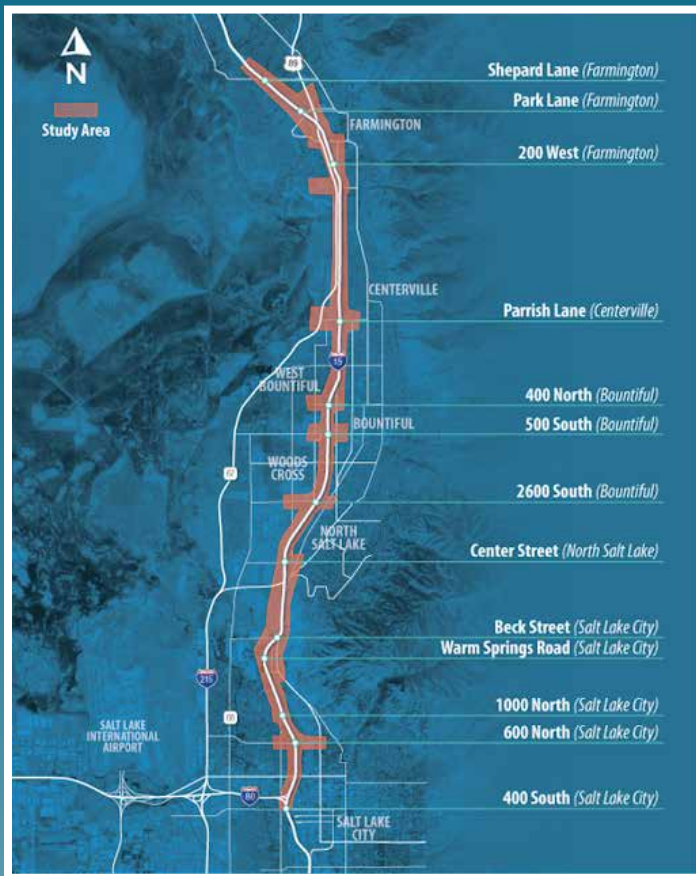 N
Study Area
89
FARMINGTON
CENTERVILLE
15
WEST
BOUNTIFUL
BOUNTIFUL
67
WOODS
CROSS
NORTH
SALT LAKE
215
68
SALT LAKE
INTERNATIONAL
AIRPORT
80
SALT LAKE
CITY
Shepard Lane (Farmington)
Park Lane (Farmington)
200 West (Farmington)
Parrish Lane (Centerville)
400 North (Bountiful)
500 South (Bountiful)
2600 South (Bountiful)
Center Street (North Salt Lake)
Beck Street (Salt Lake City)
Warm Springs Road (Salt Lake City)
1000 North (Salt Lake City)
600 North (Salt Lake City)
400 South (Salt Lake City)